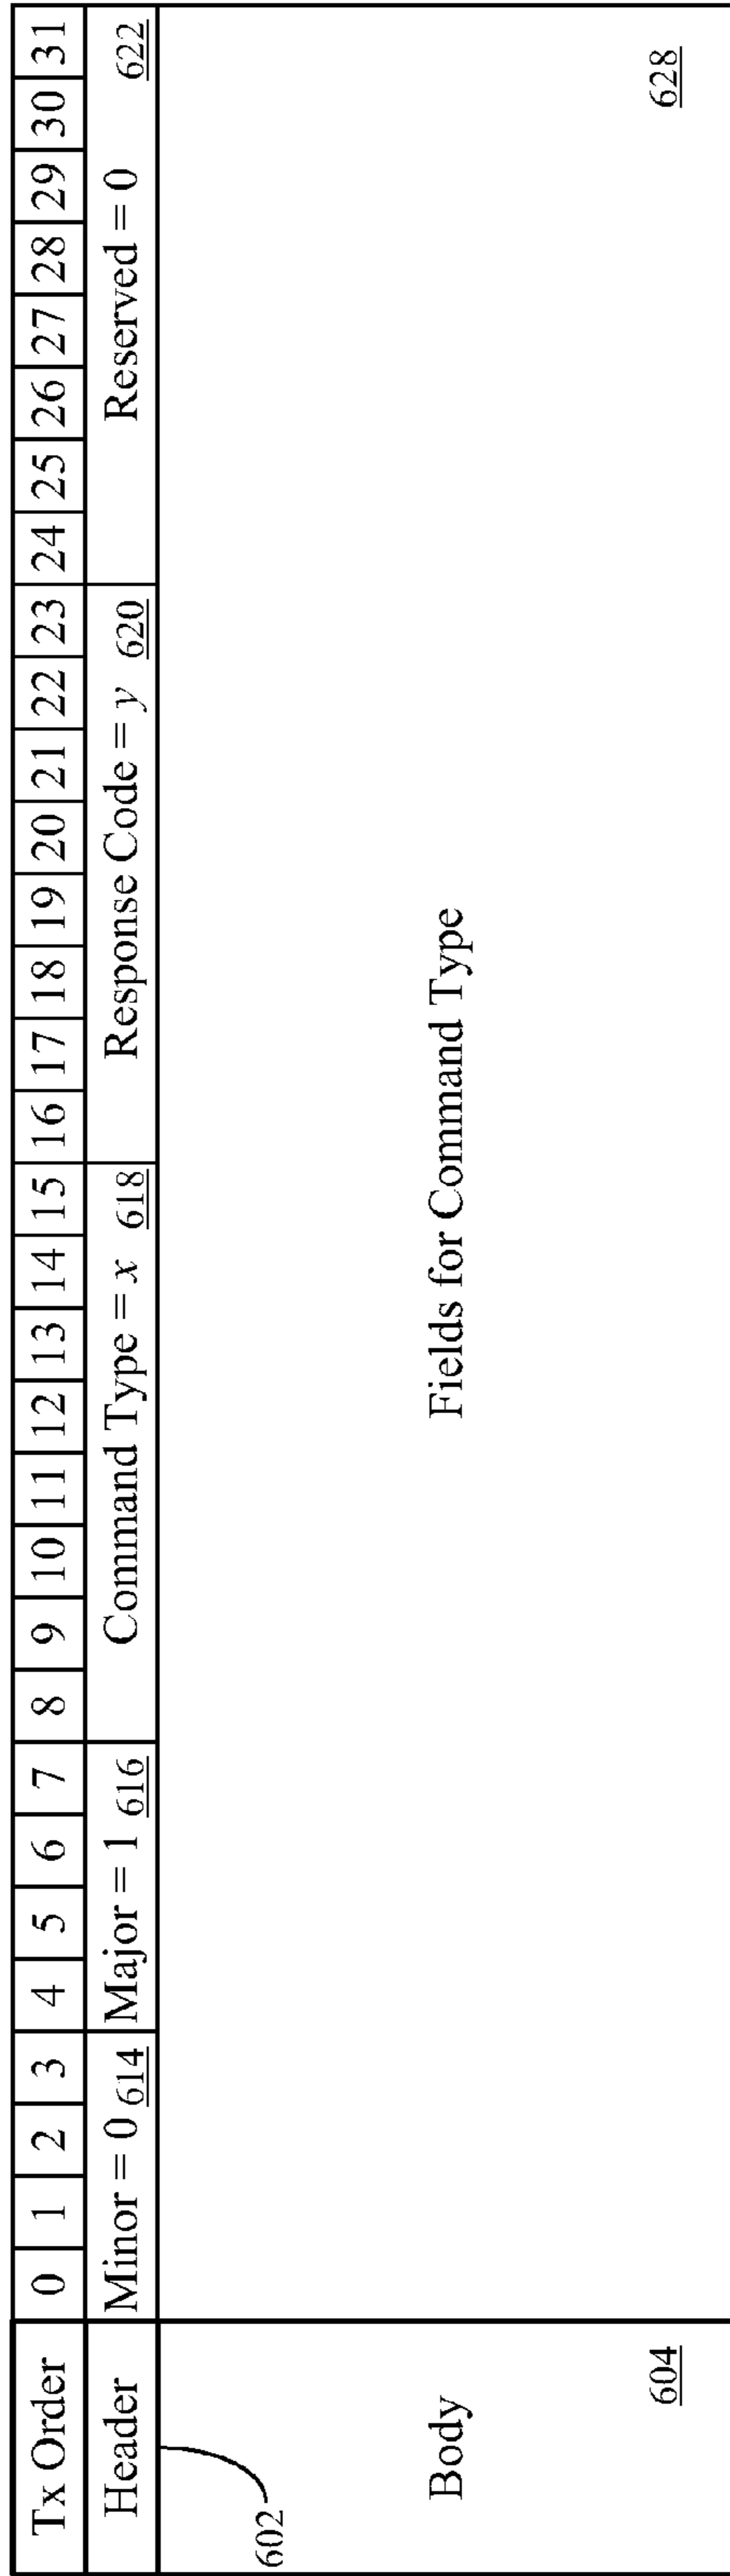 Tx Order 0 1 2 3 4 5 6 7 8 9 10 11 12 13 14 15 16 17 18 19 20 21 22 23 24 25 26 27 28 29 30 31
Header Minor = 0 614 Major = 1 616 Command Type = x 618 Response Code = y 620 Reserved = 0 622
602
Body Fields for Command Type
604 628